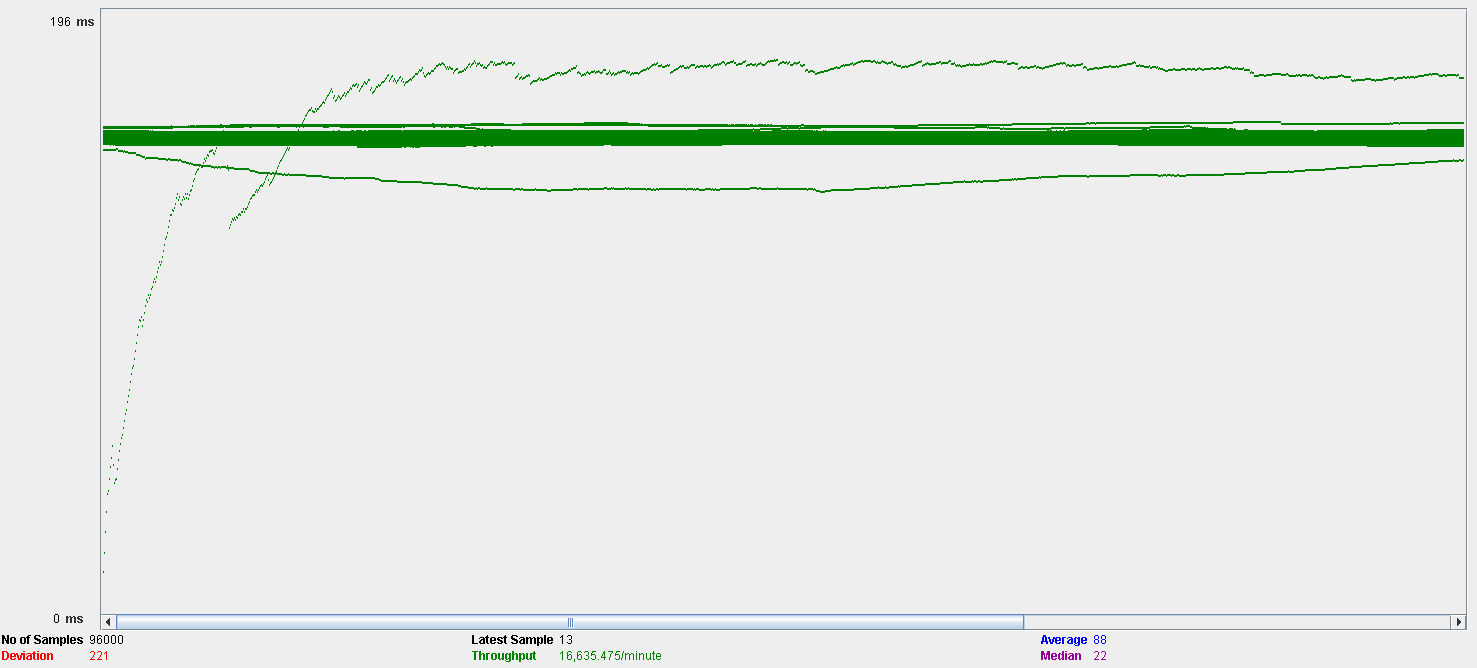 196 ms
0 ms
No of Samples 96000 Latest Sample 13 Average 88
Deviation 221 Throughput 16,635.475/minute Median 22